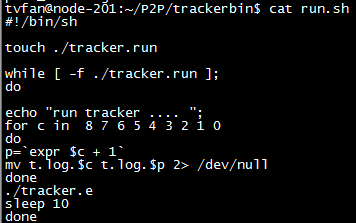 tvfan@node-201:~/P2P/trackerbin$ cat run.sh
#!/bin/sh
touch ./tracker.run
while [ -f ./tracker.run ];
do
echo "run tracker .... ";
for c in  8 7 6 5 4 3 2 1 0
do
p=`expr $c + 1`
mv t.log.$c t.log.$p 2> /dev/null
done
./tracker.e
sleep 10
done